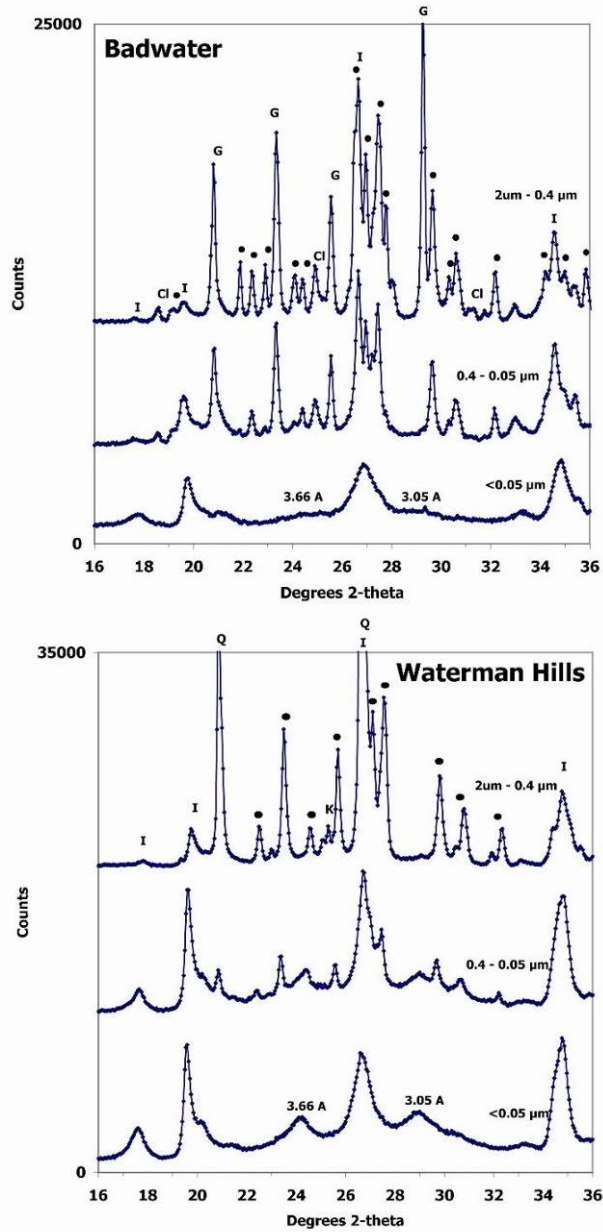 25000
Badwater
G
I
G
G
G
2um - 0.4 µm
I
I
Cl
I
Cl
Cl
Counts
0.4 - 0.05 µm
3.66 A
3.05 A
<0.05 µm
0
16 18 20 22 24 26 28 30 32 34 36
Degrees 2-theta
35000
Q
Q
I
Waterman Hills
I
I
K
2um - 0.4 µm
I
Counts
0.4 - 0.05 µm
3.66 A
3.05 A
<0.05 µm
0
16 18 20 22 24 26 28 30 32 34 36
Degrees 2-theta